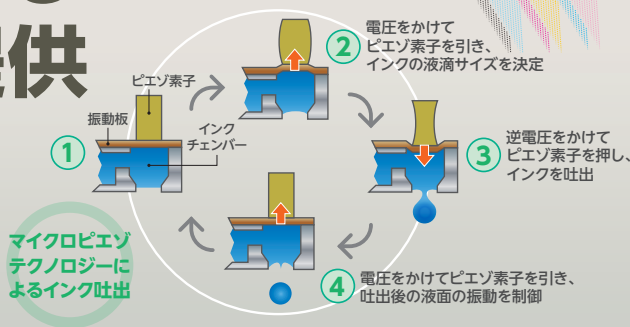 提供
①
ピエゾ素子
振動板
インク
チェンバー
②
電圧をかけて
ピエゾ素子を引き、
インクの液滴サイズを決定
③
逆電圧をかけて
ピエゾ素子を押し、
インクを吐出
④
電圧をかけてピエゾ素子を引き、
吐出後の液面の振動を制御
マイクロピエゾ
テクノロジーに
よるインク吐出